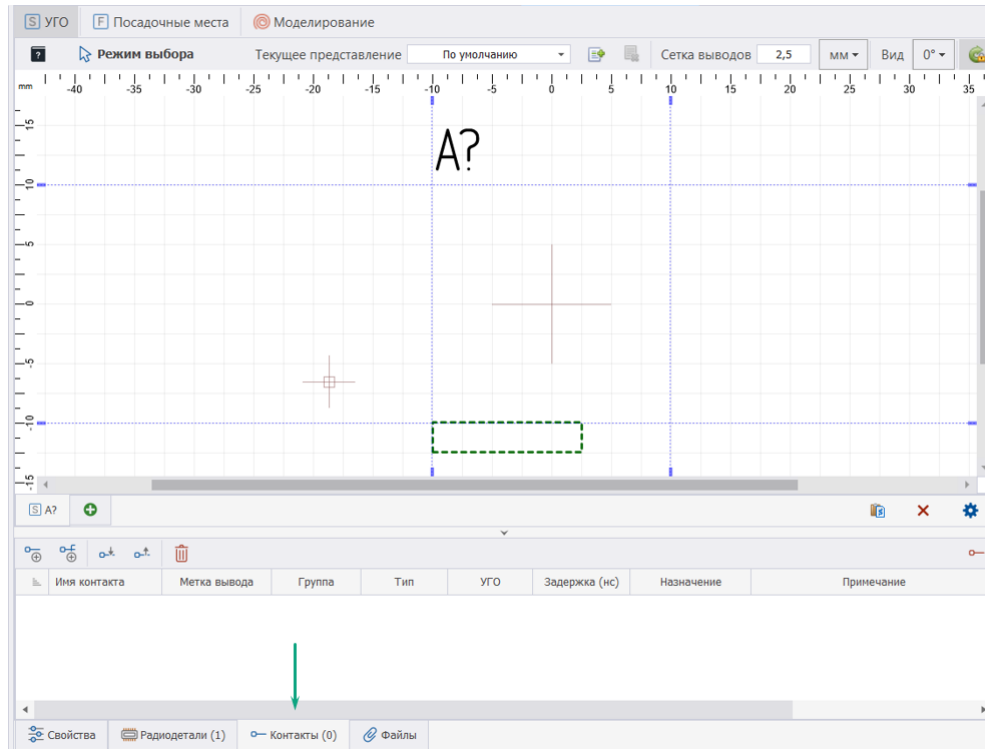 S УГО F Посадочные места Моделирование
? Режим выбора Текущее представление По умолчанию Сетка выводов 2,5 мм Вид 0°
mm -40 -35 -30 -25 -20 -15 -10 -5 0 5 10 15 20 25 30 35
15
A?
10
5
0
-5
-10
-15
S A?
Имя контакта Метка вывода Группа Тип УГО Задержка (нс) Назначение Примечание
Свойства Радиодетали (1) Контакты (0) Файлы